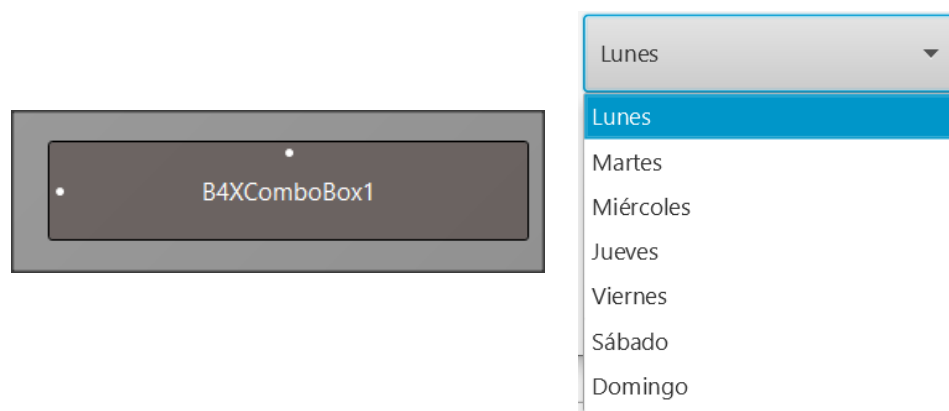 B4XComboBox1
Lunes
Lunes
Martes
Miércoles
Jueves
Viernes
Sábado
Domingo